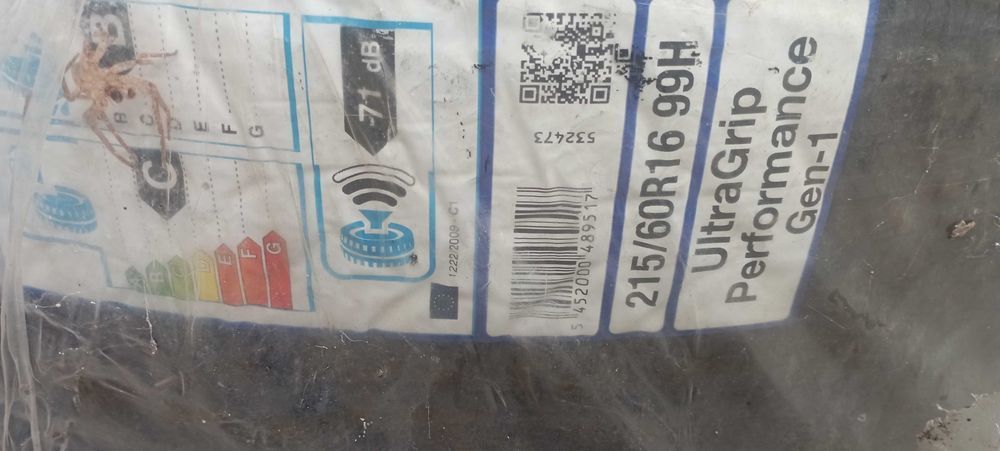 B
B
C
D
E
F
G
C
B
C
D
E
F
G
71 dB
1222/2009 - C1
532473
5 452000 489517
215/60R16 99H
UltraGrip
Performance
Gen-1